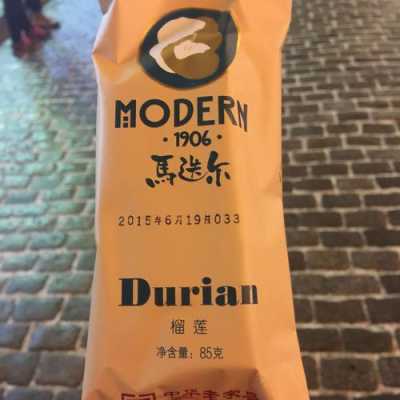 MODERN
·1906·
馬迭尔
2015年6月19日033
Durian
榴莲
净含量: 85克